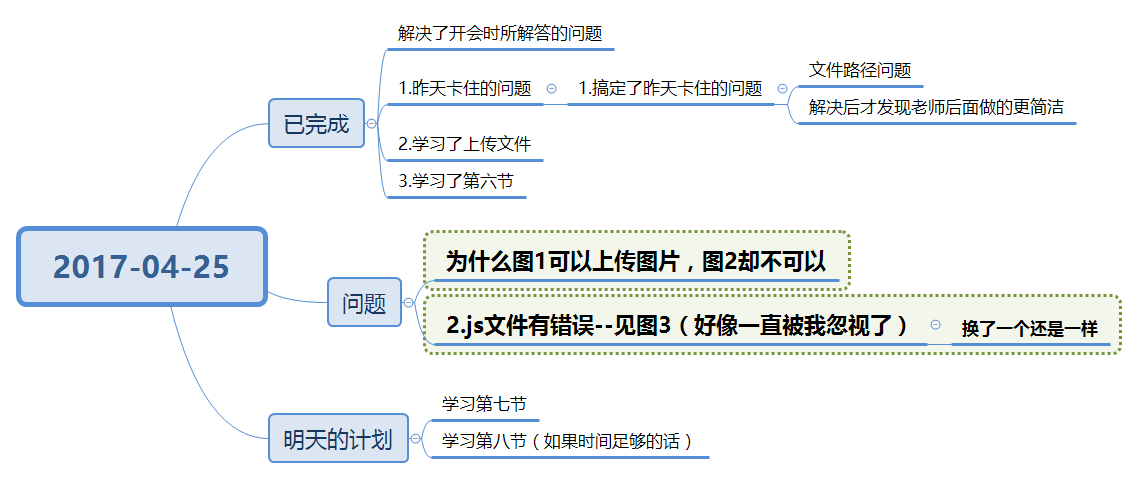 解决了开会时所解答的问题
1.昨天卡住的问题
1.搞定了昨天卡住的问题
文件路径问题
解决后才发现老师后面做的更简洁
已完成
2.学习了上传文件
3.学习了第六节
2017-04-25
为什么图1可以上传图片，图2却不可以
问题
2.js文件有错误--见图3（好像一直被我忽视了）
换了一个还是一样
学习第七节
明天的计划
学习第八节（如果时间足够的话）